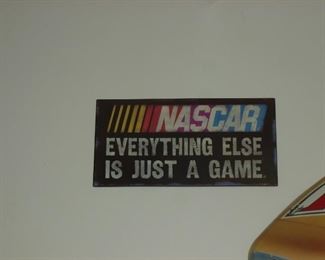 NASCAR
EVERYTHING ELSE
IS JUST A GAME.